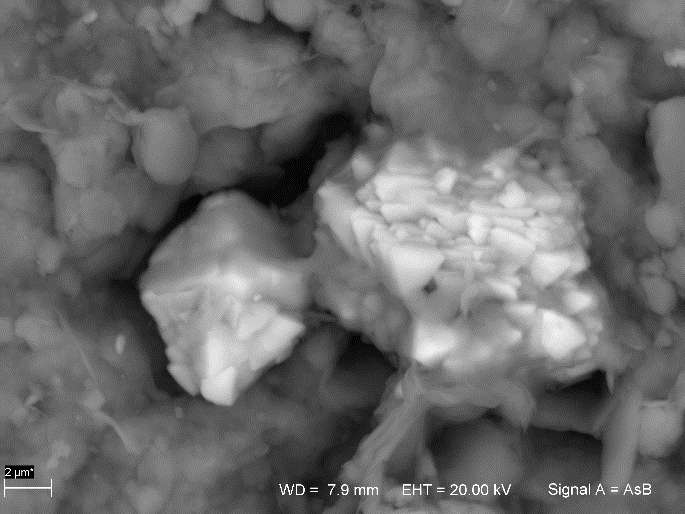 2 µm*
WD = 7.9 mm EHT = 20.00 kV Signal A = AsB